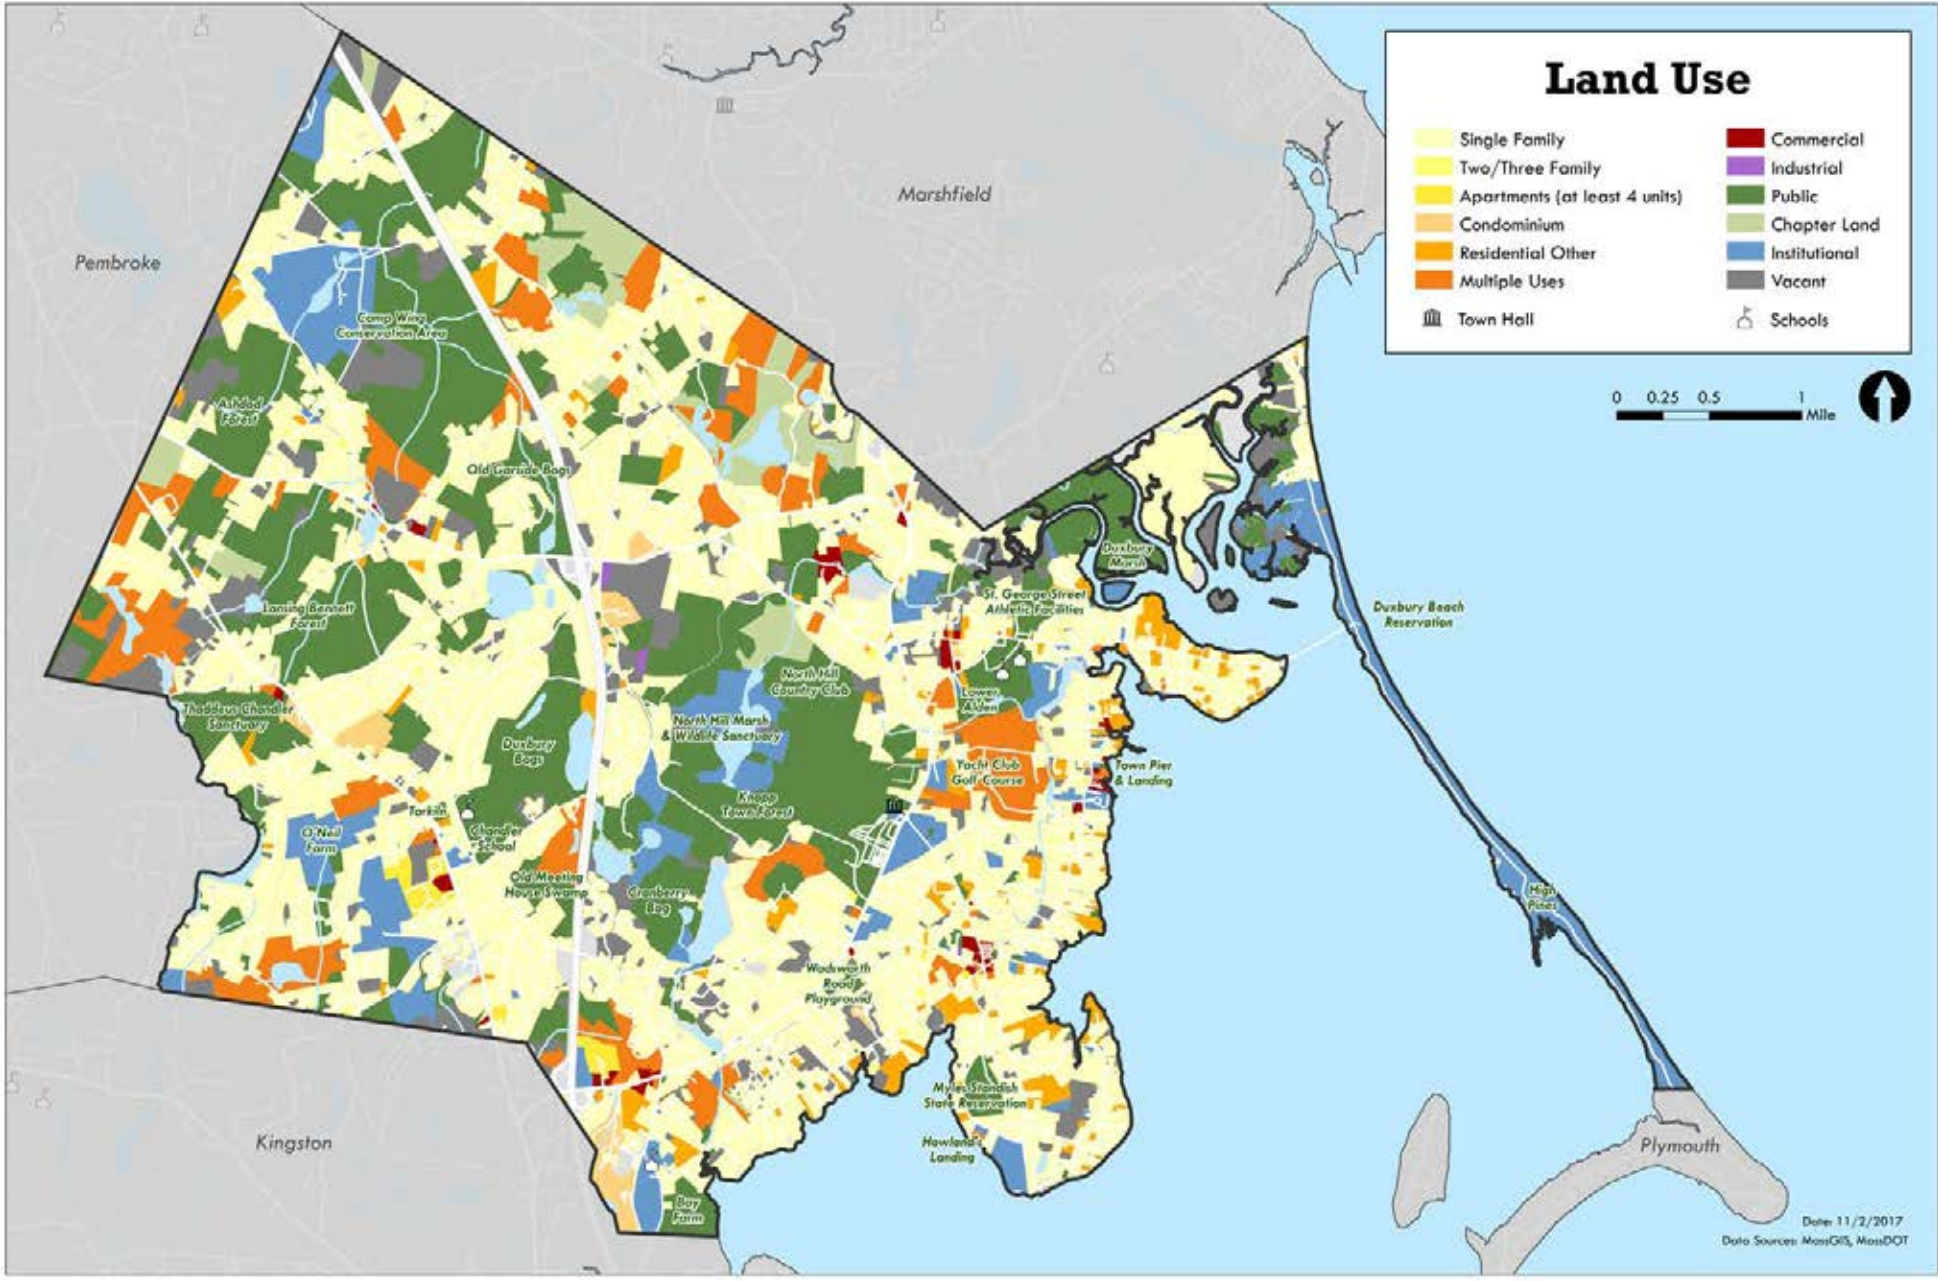 Land Use
Single Family
Two/Three Family
Apartments (at least 4 units)
Condominium
Residential Other
Multiple Uses
Town Hall
Commercial
Industrial
Public
Chapter Land
Institutional
Vacant
Schools
0 0.25 0.5 1
Mile
Marshfield
Pembroke
Camp Wing
Conservation Area
Ashdod
Forest
Old Garside Bogs
Duxbury
Marsh
Lansing Bennett
Forest
St. George Street
Athletic Facilities
Duxbury Beach
Reservation
North Hill
Country Club
Lower
Alden
Thaddeus Chandler
Sanctuary
North Hill Marsh
& Wildlife Sanctuary
Duxbury
Bogs
Yacht Club
Golf Course
Town Pier
& Landing
Knapp
Town Forest
Tarkiln
O'Neil
Farm
Chandler
School
Old Meeting
House Swamp
Cranberry
Bog
High
Pines
Wadsworth
Road
Playground
Myles Standish
State Reservation
Howland's
Landing
Kingston
Plymouth
Bay
Farm
Date: 11/2/2017
Data Sources: MassGIS, MassDOT